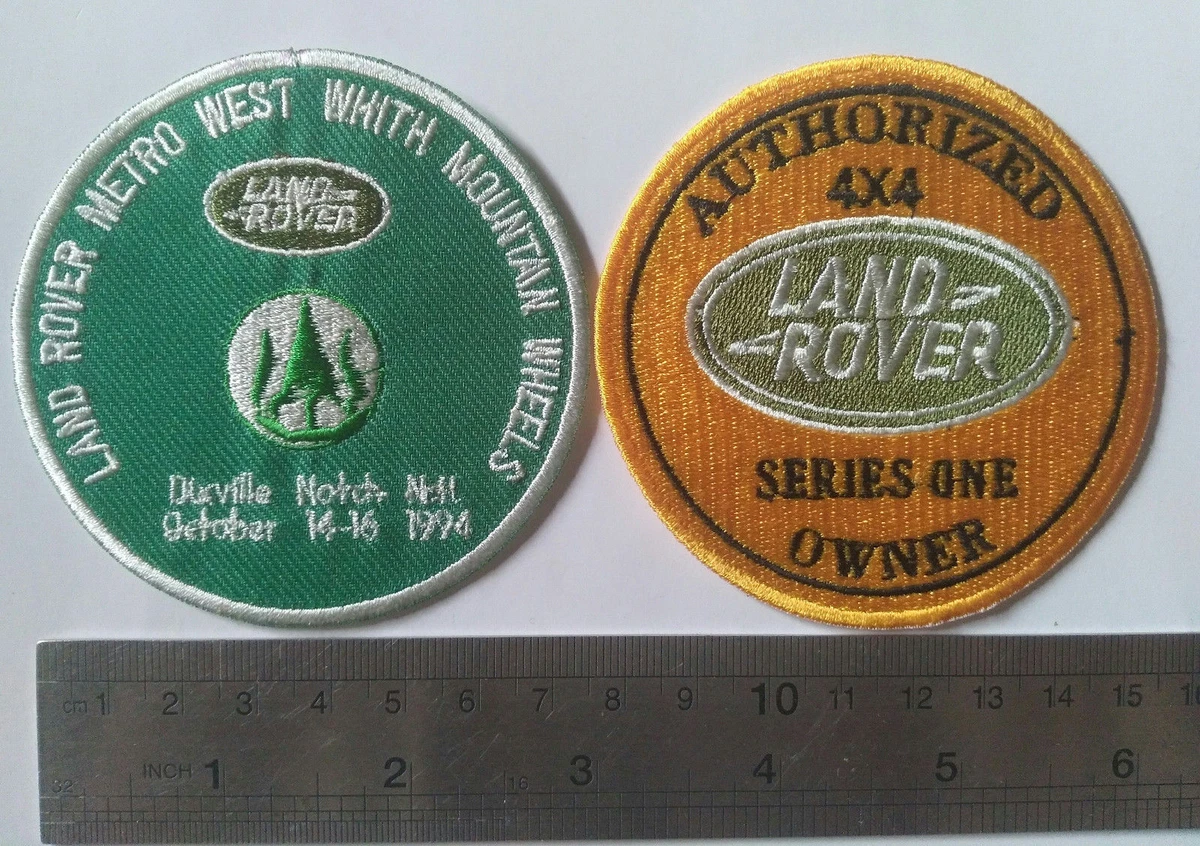 LAND ROVER METRO WEST WHITH MOUNTAIN WHEELS
LAND
ROVER
Dixville Notch N.H.
October 14-16 1994
AUTHORIZED
4X4
LAND
ROVER
SERIES ONE
OWNER
cm 1 2 3 4 5 6 7 8 9 10 11 12 13 14 15
INCH 1 2 3 4 5 6
32 16